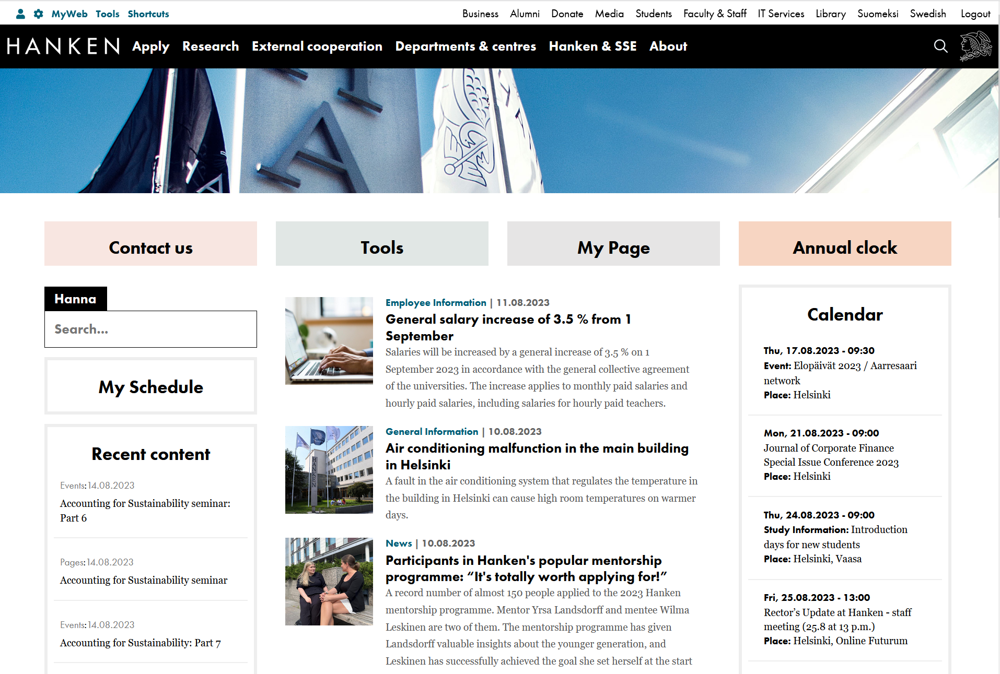 MyWeb Tools Shortcuts
Business Alumni Donate Media Students Faculty & Staff IT Services Library Suomeksi Swedish Logout
HANKEN Apply Research External cooperation Departments & centres Hanken & SSE About
Contact us
Tools
My Page
Annual clock
Hanna
Search...
My Schedule
Recent content
Events:14.08.2023
Accounting for Sustainability seminar:
Part 6
Pages:14.08.2023
Accounting for Sustainability seminar
Events:14.08.2023
Accounting for Sustainability: Part 7
Employee Information | 11.08.2023
General salary increase of 3.5 % from 1
September
Salaries will be increased by a general increase of 3.5 % on 1
September 2023 in accordance with the general collective agreement
of the universities. The increase applies to monthly paid salaries and
hourly paid salaries, including salaries for hourly paid teachers.
HANKEN
General Information | 10.08.2023
Air conditioning malfunction in the main building
in Helsinki
A fault in the air conditioning system that regulates the temperature in
the building in Helsinki can cause high room temperatures on warmer
days.
News | 10.08.2023
Participants in Hanken's popular mentorship
programme: “It's totally worth applying for!”
A record number of almost 150 people applied to the 2023 Hanken
mentorship programme. Mentor Yrsa Landsdorff and mentee Wilma
Leskinen are two of them. The mentorship programme has given
Landsdorff valuable insights about the younger generation, and
Leskinen has successfully achieved the goal she set herself at the start
Calendar
Thu, 17.08.2023 - 09:30
Event: Elopäivät 2023 / Aarresaari
network
Place: Helsinki
Mon, 21.08.2023 - 09:00
Journal of Corporate Finance
Special Issue Conference 2023
Place: Helsinki
Thu, 24.08.2023 - 09:00
Study Information: Introduction
days for new students
Place: Helsinki, Vaasa
Fri, 25.08.2023 - 13:00
Rector’s Update at Hanken - staff
meeting (25.8 at 13 p.m.)
Place: Helsinki, Online Futurum